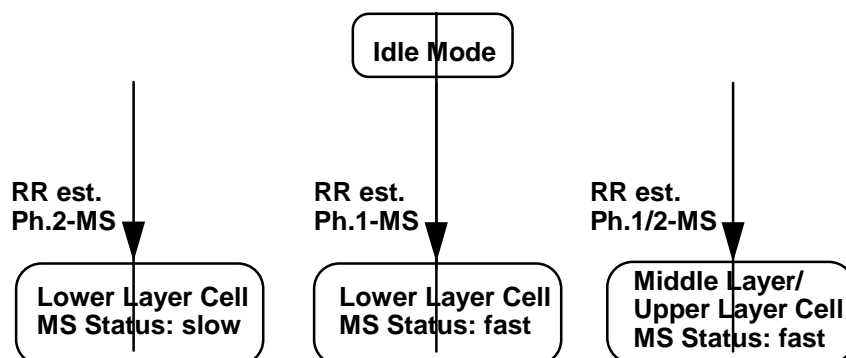 Idle Mode
RR est.
Ph.2-MS
RR est.
Ph.1-MS
RR est.
Ph.1/2-MS
Lower Layer Cell
MS Status: slow
Lower Layer Cell
MS Status: fast
Middle Layer/
Upper Layer Cell
MS Status: fast